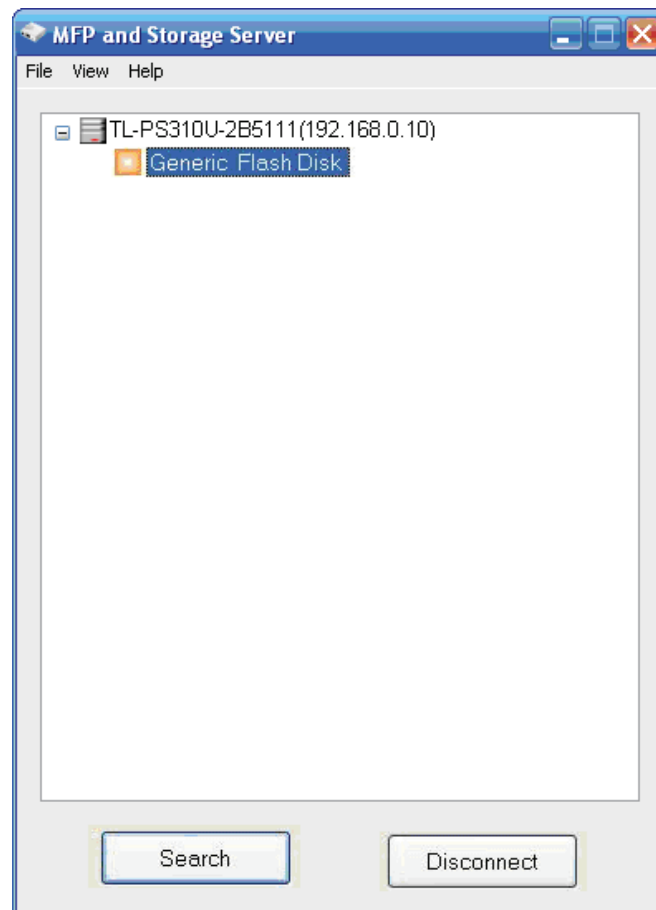 MFP and Storage Server
File View Help
TL-PS310U-2B5111(192.168.0.10)
Generic Flash Disk
Search Disconnect